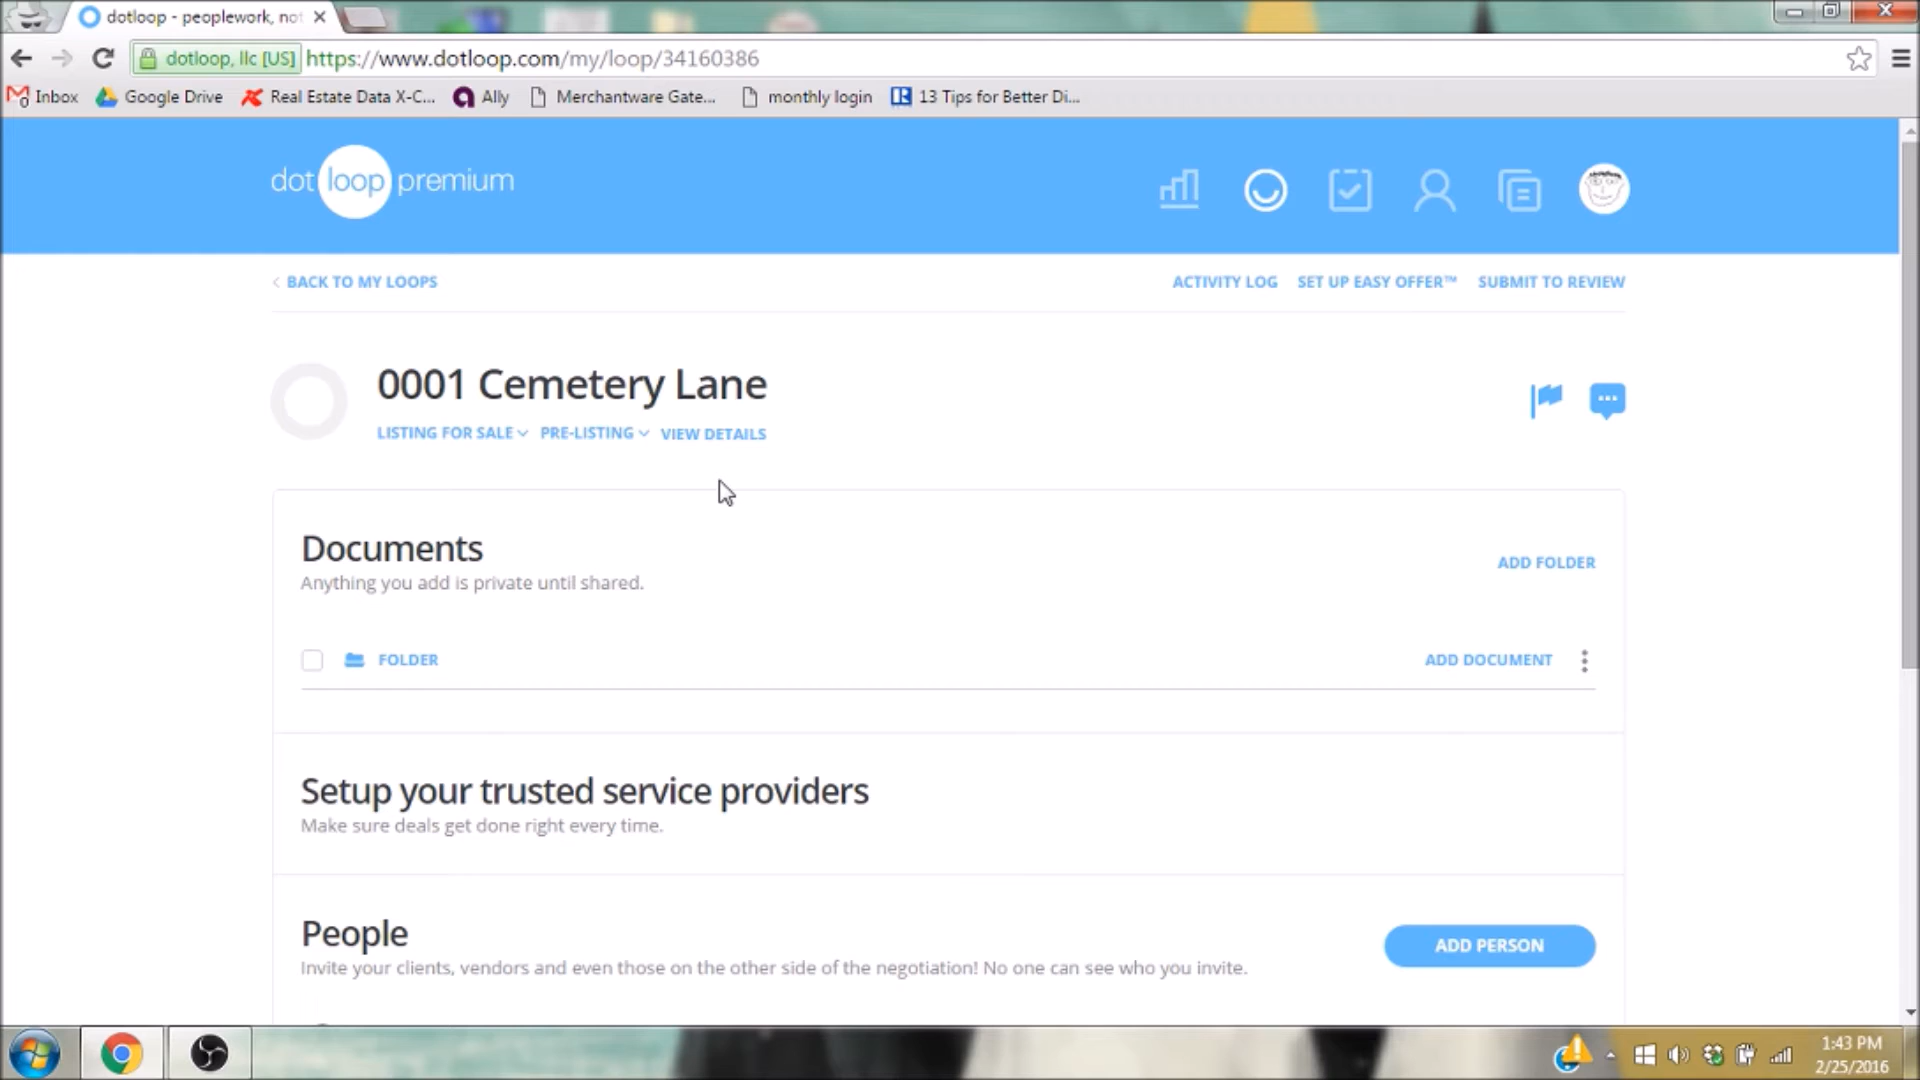 dotloop - peoplework, not
dotloop, llc [US] https://www.dotloop.com/my/loop/34160386
Inbox Google Drive Real Estate Data X-C... Ally Merchantware Gate... monthly login 13 Tips for Better Di...
dot loop premium
BACK TO MY LOOPS ACTIVITY LOG SET UP EASY OFFER™ SUBMIT TO REVIEW
0001 Cemetery Lane
LISTING FOR SALE PRE-LISTING VIEW DETAILS
Documents
Anything you add is private until shared.
ADD FOLDER
FOLDER ADD DOCUMENT
Setup your trusted service providers
Make sure deals get done right every time.
People
Invite your clients, vendors and even those on the other side of the negotiation! No one can see who you invite.
ADD PERSON
1:43 PM
2/25/2016